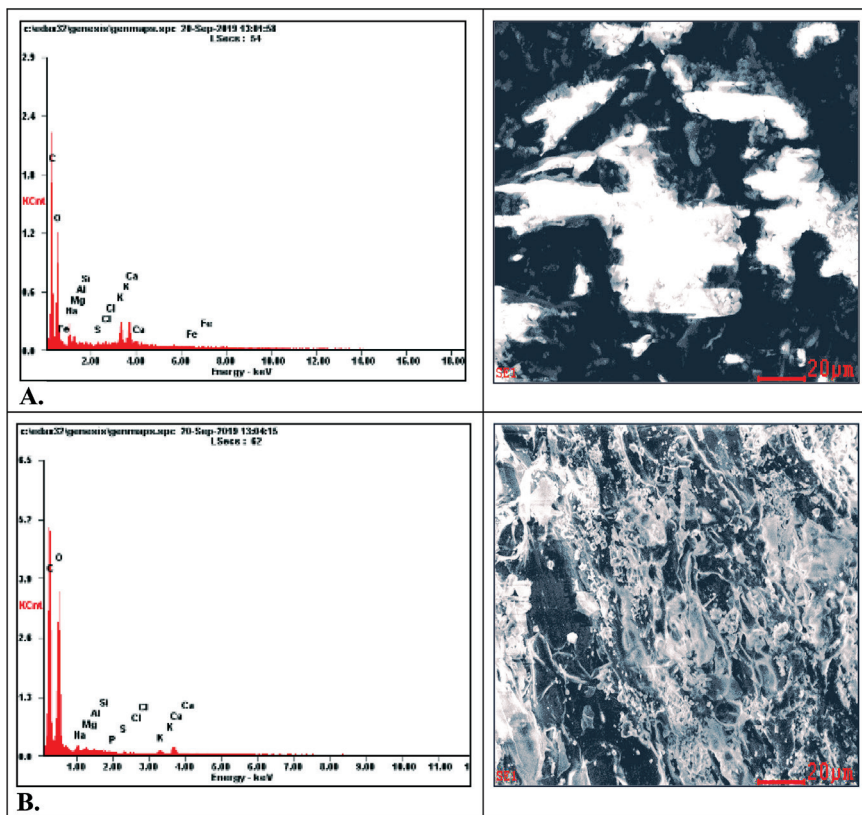 c:\edax32\genesis\genmaps.spc 20-Sep-2019 13:01:58
LSecs : 54
2.9
2.4
1.8
KCnt
1.2
0.6
0.0
C
O
Fe
Na
Mg
Al
Si
S
Cl
Cl
K
K
Ca
Ca
Fe
Fe
2.00 4.00 6.00 8.00 10.00 12.00 14.00 16.00 18.00
Energy - keV
A.
SE1
20μm
c:\edax32\genesis\genmaps.spc 20-Sep-2019 13:04:15
LSecs : 62
6.5
5.2
3.9
KCnt
2.6
1.3
0.0
C
O
Na
Mg
Al
Si
P
S
Cl
Cl
K
K
Ca
Ca
1.00 2.00 3.00 4.00 5.00 6.00 7.00 8.00 9.00 10.00 11.00 12
Energy - keV
B.
SE1
20μm